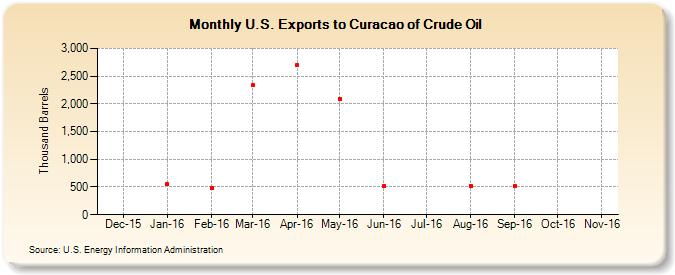 Monthly U.S. Exports to Curacao of Crude Oil
Thousand Barrels
3,000
2,500
2,000
1,500
1,000
500
0
Dec-15 Jan-16 Feb-16 Mar-16 Apr-16 May-16 Jun-16 Jul-16 Aug-16 Sep-16 Oct-16 Nov-16
Source: U.S. Energy Information Administration